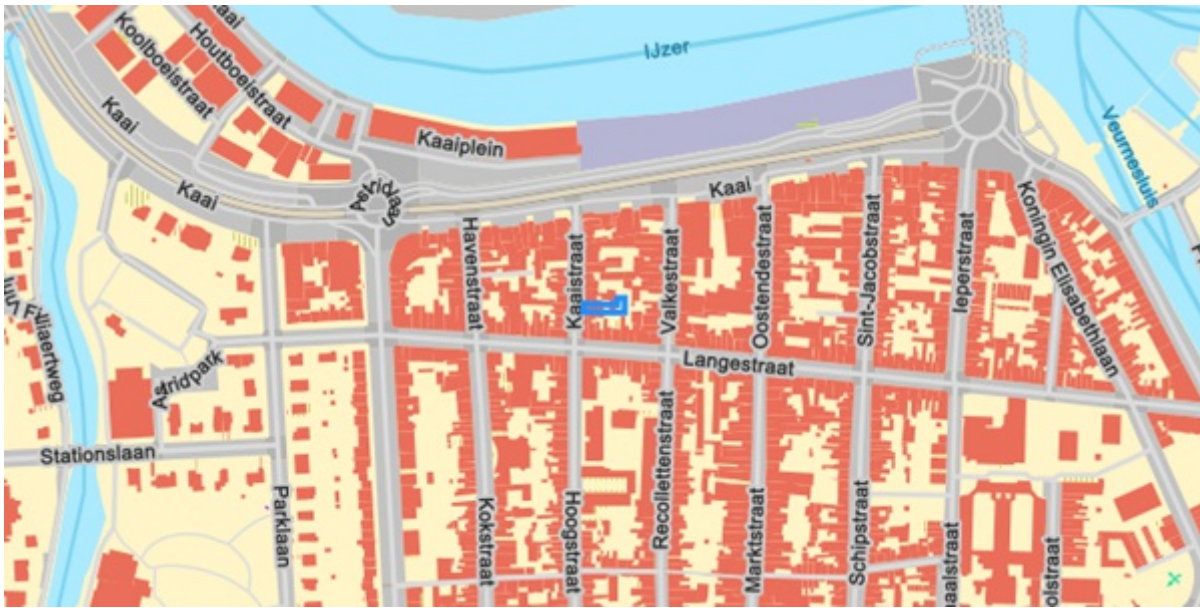 Kaai
Koolboeistraat
Houtboeistraat
IJzer
Kaai
Kaaiplein
Veurnesluis
Kaai
Kaai
Havenstraat
Kaaistraat
Valkestraat
Oostendestraat
Sint-Jacobstraat
Ieperstraat
Koningin Elisabethlaan
Langestraat
Astridpark
Stationslaan
Parklaan
Kokstraat
Hoogstraat
Recollettenstraat
Marktstraat
Schipstraat